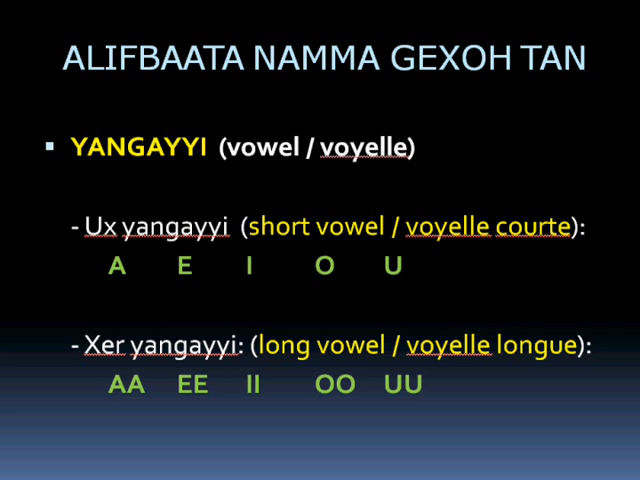 ALIFBAATA NAMMA GEXOH TAN
YANGAYYI (vowel / voyelle)
- Ux yangayyi (short vowel / voyelle courte):
A E I O U
- Xer yangayyi: (long vowel / voyelle longue):
AA EE II OO UU